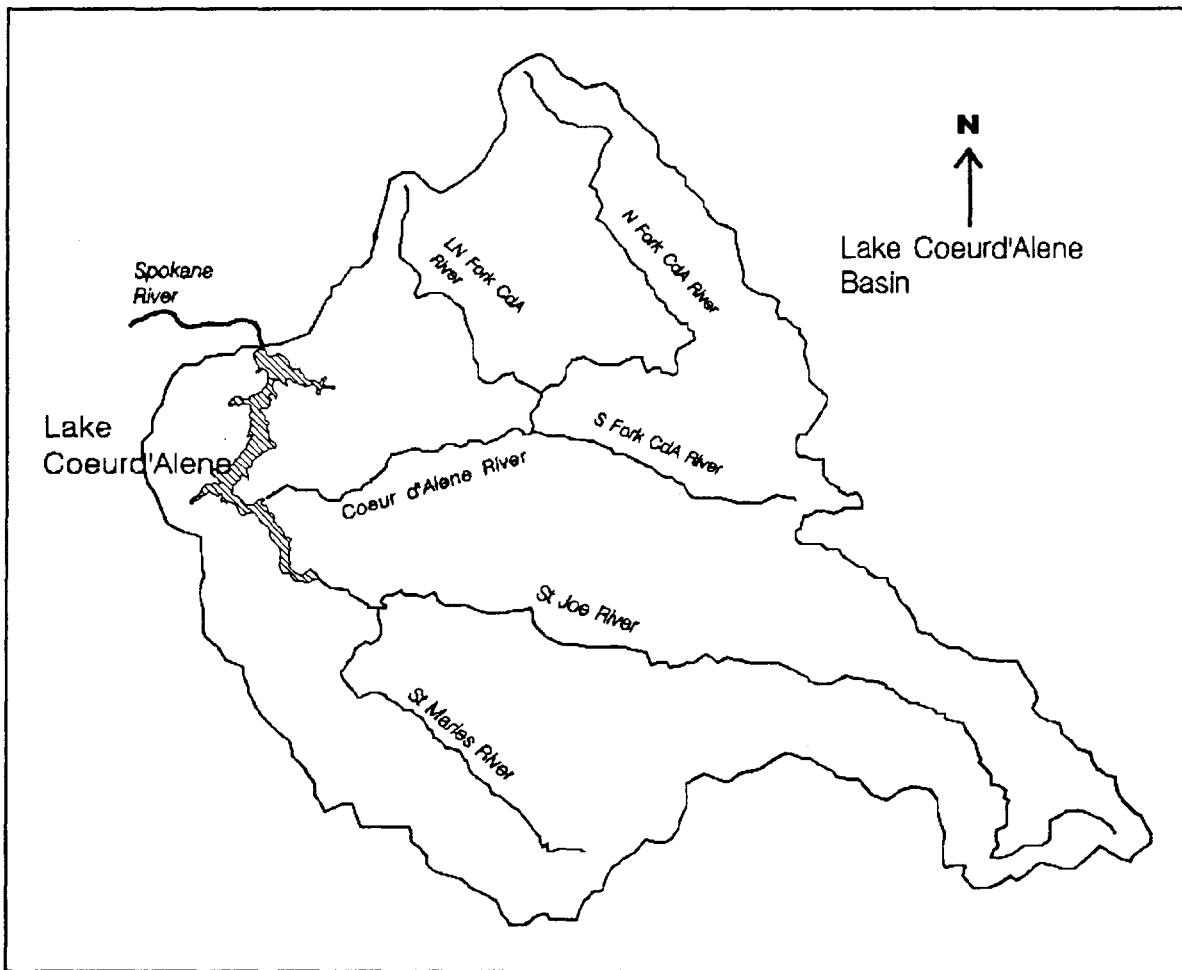 N
Lake Coeurd'Alene
Basin
N Fork CdA River
LN Fork CdA
River
Spokane
River
Lake
Coeurd'Alene
S Fork CdA River
Coeur d'Alene River
St Joe River
St Maries River